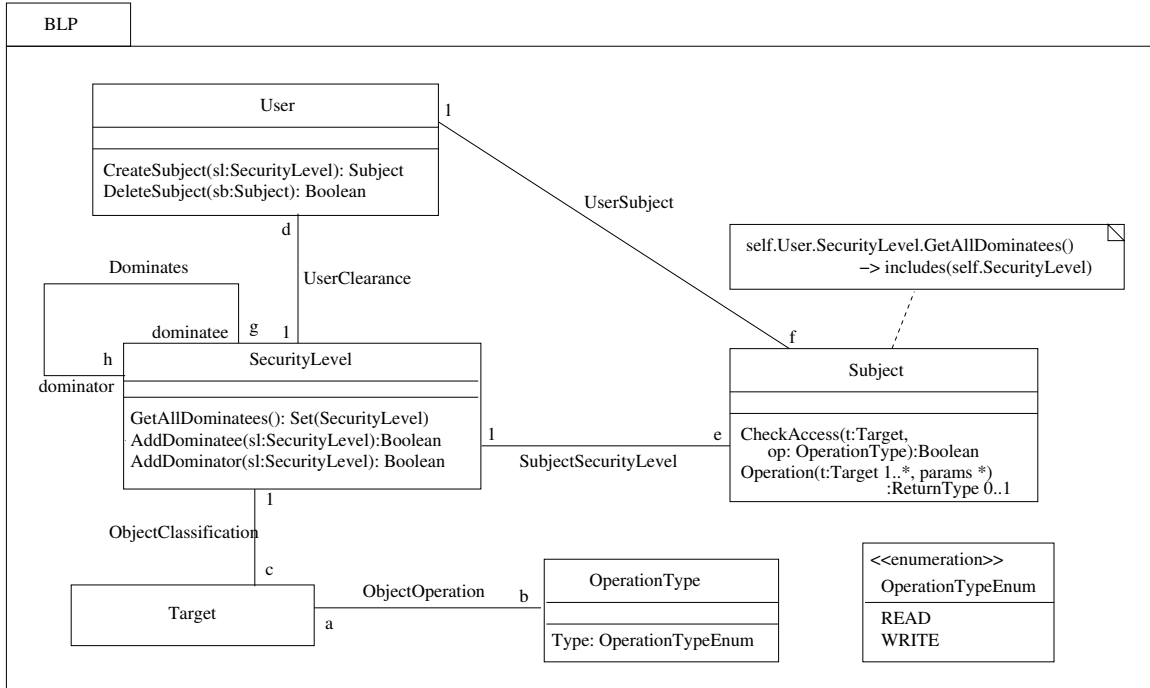 BLP
User
1
CreateSubject(sl:SecurityLevel): Subject
DeleteSubject(sb:Subject): Boolean
UserSubject
d
self.User.SecurityLevel.GetAllDominatees()
−> includes(self.SecurityLevel)
Dominates
UserClearance
dominatee
g
1
f
h
dominator
SecurityLevel
GetAllDominatees(): Set(SecurityLevel)
AddDominatee(sl:SecurityLevel):Boolean
AddDominator(sl:SecurityLevel): Boolean
1
e
SubjectSecurityLevel
Subject
CheckAccess(t:Target,
op: OperationType):Boolean
Operation(t:Target 1..*, params *)
:ReturnType 0..1
1
ObjectClassification
c
Target
a
ObjectOperation
b
OperationType
Type: OperationTypeEnum
<<enumeration>>
OperationTypeEnum
READ
WRITE